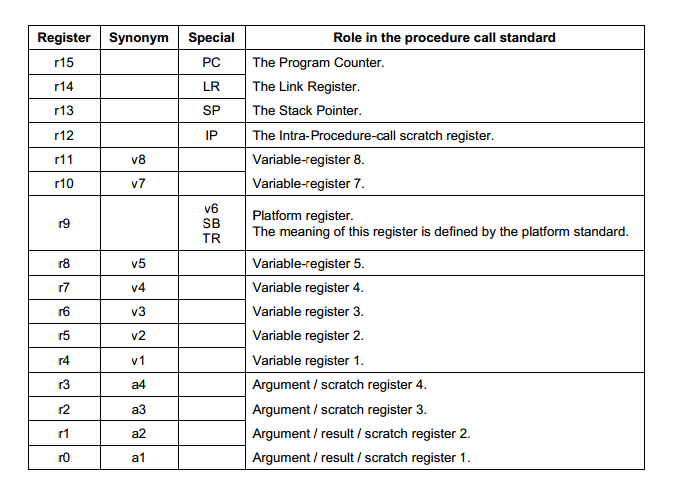 Register Synonym Special Role in the procedure call standard
r15 PC The Program Counter.
r14 LR The Link Register.
r13 SP The Stack Pointer.
r12 IP The Intra-Procedure-call scratch register.
r11 v8 Variable-register 8.
r10 v7 Variable-register 7.
r9 v6 SB TR Platform register.
The meaning of this register is defined by the platform standard.
r8 v5 Variable-register 5.
r7 v4 Variable register 4.
r6 v3 Variable register 3.
r5 v2 Variable register 2.
r4 v1 Variable register 1.
r3 a4 Argument / scratch register 4.
r2 a3 Argument / scratch register 3.
r1 a2 Argument / result / scratch register 2.
r0 a1 Argument / result / scratch register 1.